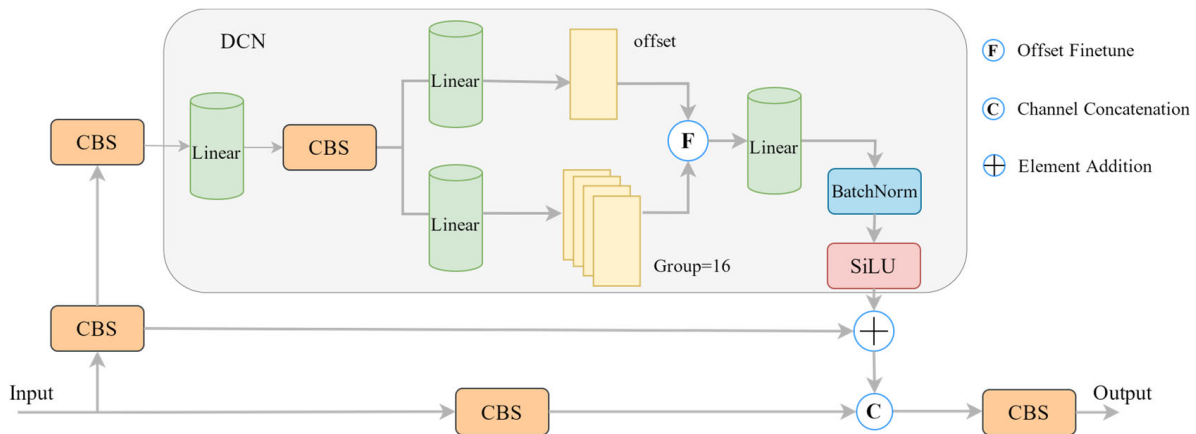 DCN
offset
Linear
F
Offset Finetune
C
Channel Concatenation
CBS
Linear
CBS
F
Linear
Linear
BatchNorm
Element Addition
Group=16
SiLU
CBS
Input
CBS
C
CBS
Output